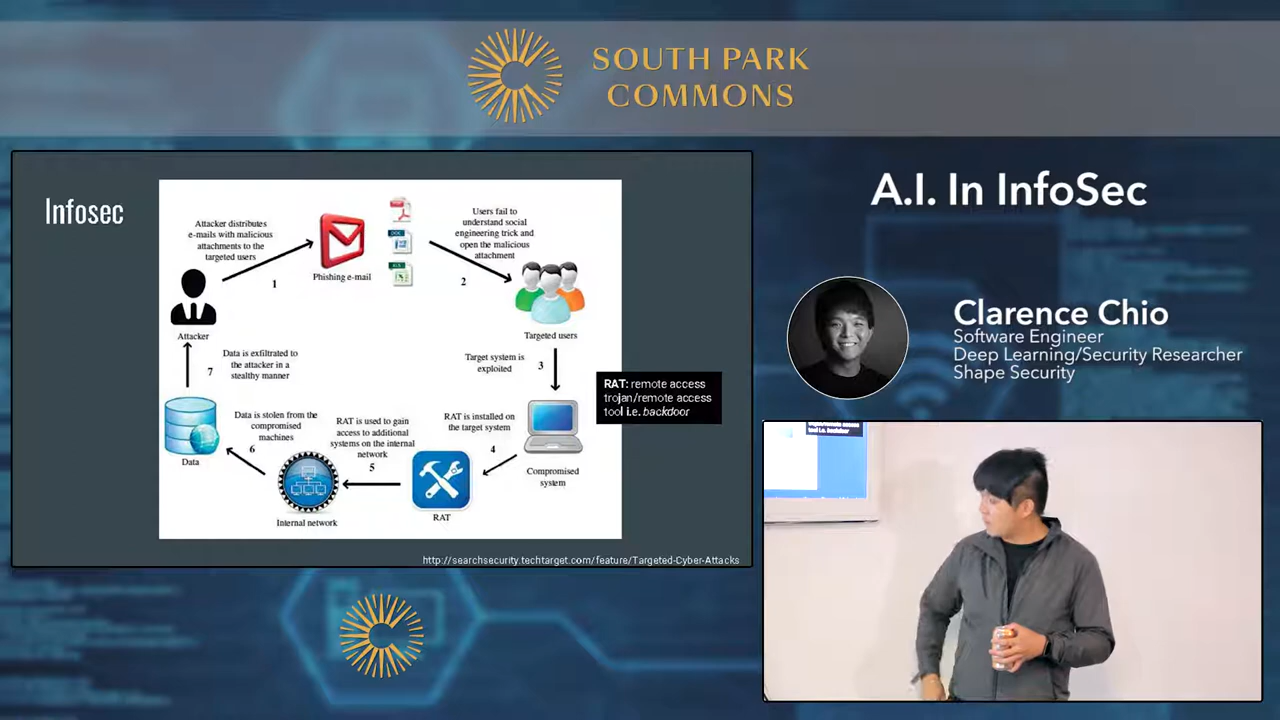 SOUTH PARK
COMMONS
Infosec
Attacker distributes
e-mails with malicious
attachments to the
targeted users
1
Phishing e-mail
Users fail to
understand social
engineering trick and
open the malicious
attachment
2
Attacker
Targeted users
Target system is
exploited
3
RAT: remote access
trojan/remote access
tool i.e. backdoor
Compromised
system
RAT is installed on
the target system
4
RAT
RAT is used to gain
access to additional
systems on the internal
network
5
Internal network
Data is stolen from the
compromised
machines
6
Data
Data is exfiltrated to
the attacker in a
stealthy manner
7
http://searchsecurity.techtarget.com/feature/Targeted-Cyber-Attacks
A.I. In InfoSec
Clarence Chio
Software Engineer
Deep Learning/Security Researcher
Shape Security